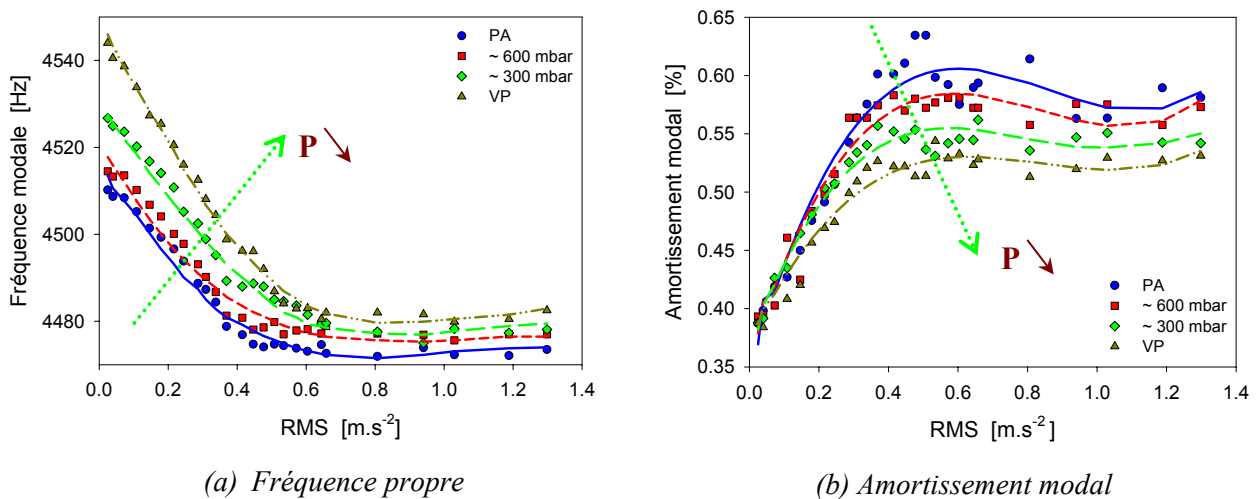 Fréquence modale [Hz]
4540
4520
4500
4480
0.0 0.2 0.4 0.6 0.8 1.0 1.2 1.4
RMS [m.s-2]
PA
~ 600 mbar
~ 300 mbar
VP
P
(a) Fréquence propre
Amortissement modal [%]
0.65
0.60
0.55
0.50
0.45
0.40
0.35
0.0 0.2 0.4 0.6 0.8 1.0 1.2 1.4
RMS [m.s-2]
P
PA
~ 600 mbar
~ 300 mbar
VP
(b) Amortissement modal